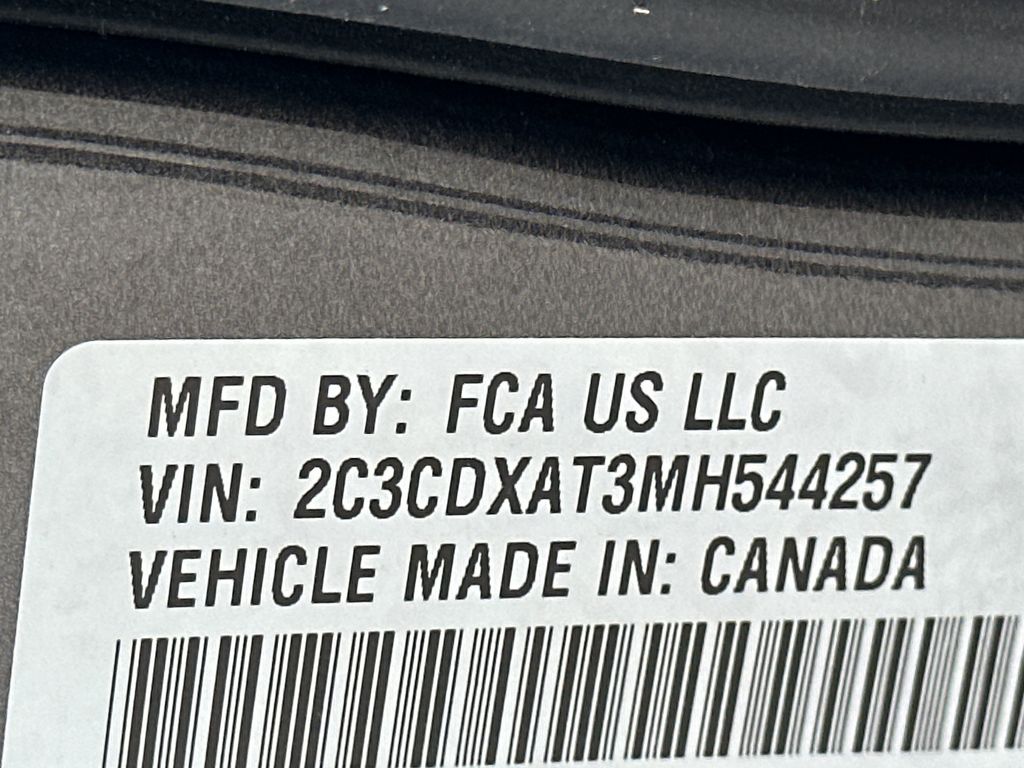 MFD BY: FCA US LLC
VIN: 2C3CDXAT3MH544257
VEHICLE MADE IN: CANADA